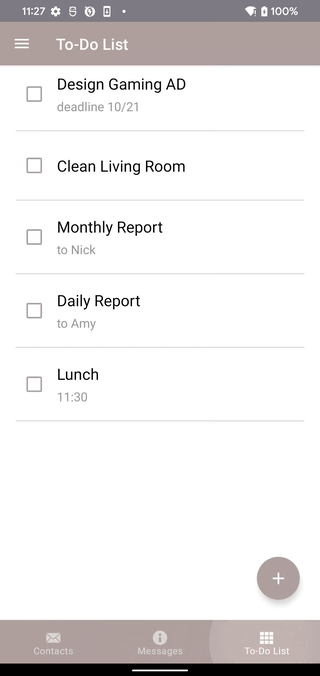 11:27
100%
To-Do List
Design Gaming AD
deadline 10/21
Clean Living Room
Monthly Report
to Nick
Daily Report
to Amy
Lunch
11:30
+
Contacts
Messages
To-Do List